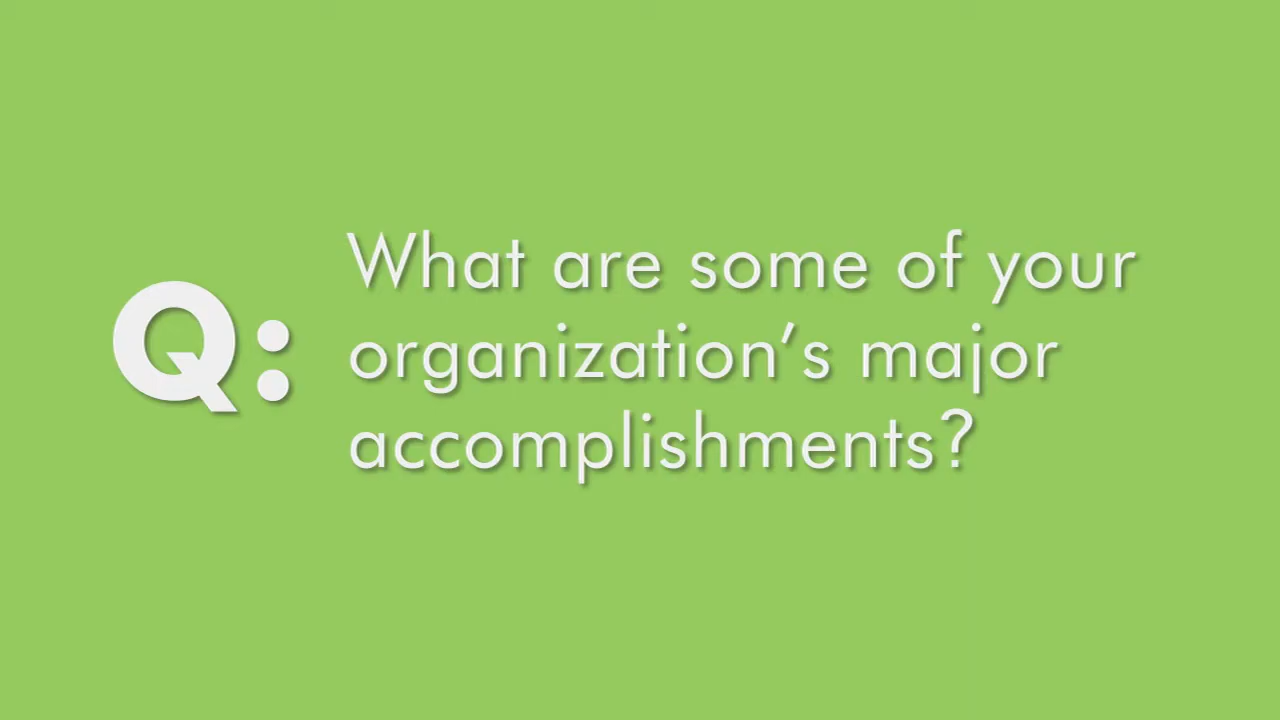 Q:
What are some of your
organization’s major
accomplishments?